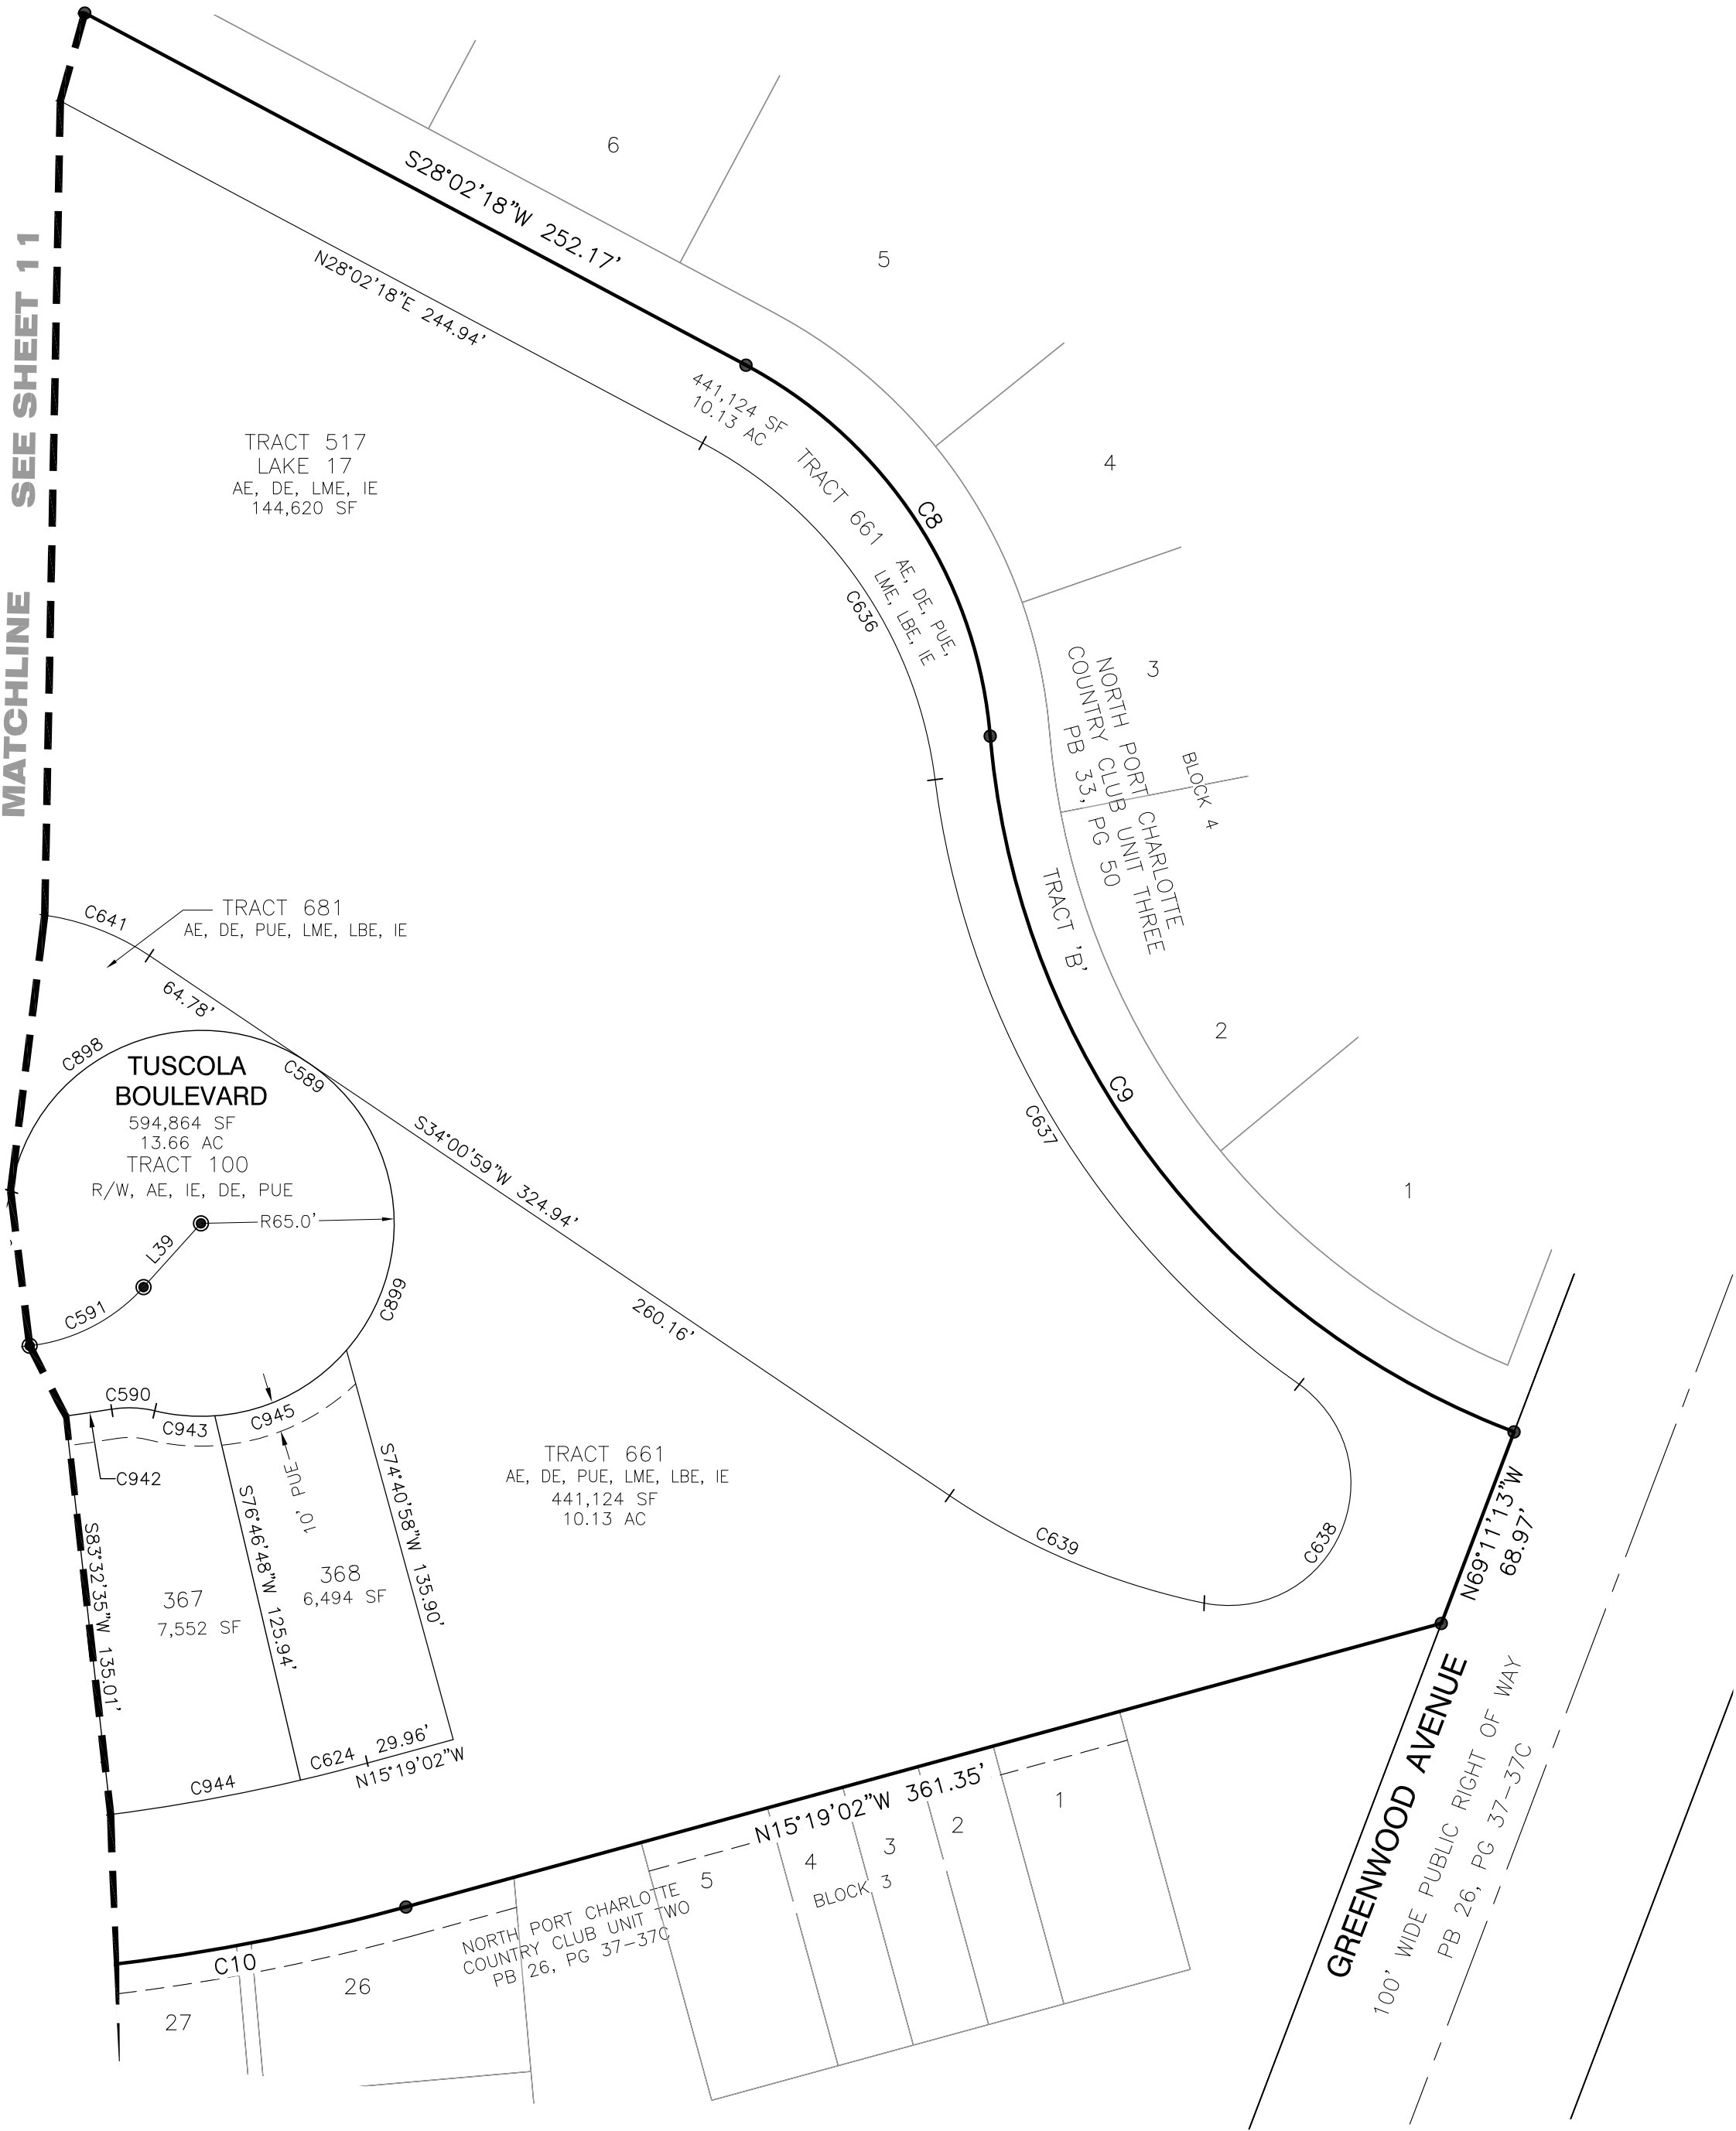 6
S28°02'18"W 252.17'
5
N28°02'18"E 244.94'
MATCHLINE SEE SHEET 11
441,124 SF
10.13 AC
TRACT 661
AE, DE, PUE,
LME, LBE, IE
TRACT 517
LAKE 17
AE, DE, LME, IE
144,620 SF
4
C8
C636
3
NORTH PORT CHARLOTTE
COUNTRY CLUB UNIT THREE
PB 33, PG 50
BLOCK 4
TRACT 'B'
C641
TRACT 681
AE, DE, PUE, LME, LBE, IE
64.78'
2
C898
C589
TUSCOLA
BOULEVARD
594,864 SF
13.66 AC
TRACT 100
R/W, AE, IE, DE, PUE
C9
C637
S34°00'59"W 324.94'
1
R65.0'
L39
C591
C899
260.16'
C590
C943
C945
C942
10' PUE
S74°40'58"W 135.90'
S76°46'48"W 125.94'
S83°32'35"W 135.01'
TRACT 661
AE, DE, PUE, LME, LBE, IE
441,124 SF
10.13 AC
C639
C638
N69°11'13"W
68.97'
367
7,552 SF
368
6,494 SF
C944
C624
29.96'
N15°19'02"W
N15°19'02"W 361.35'
1
2
3
4
5
BLOCK 3
NORTH PORT CHARLOTTE
COUNTRY CLUB UNIT TWO
PB 26, PG 37-37C
C10
26
27
GREENWOOD AVENUE
100' WIDE PUBLIC RIGHT OF WAY
PB 26, PG 37-37C